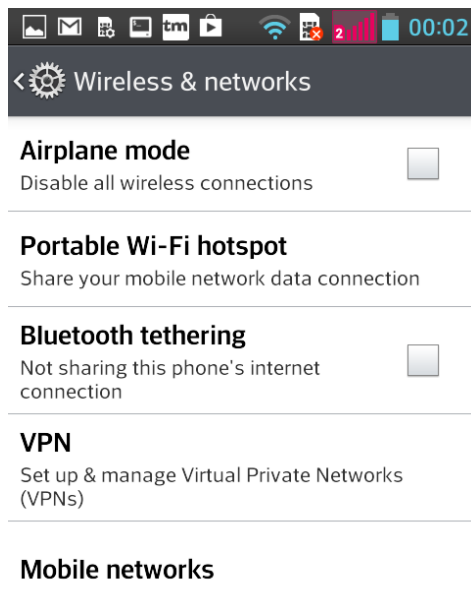 tm 2 00:02
Wireless & networks
Airplane mode
Disable all wireless connections
Portable Wi-Fi hotspot
Share your mobile network data connection
Bluetooth tethering
Not sharing this phone's internet
connection
VPN
Set up & manage Virtual Private Networks
(VPNs)
Mobile networks